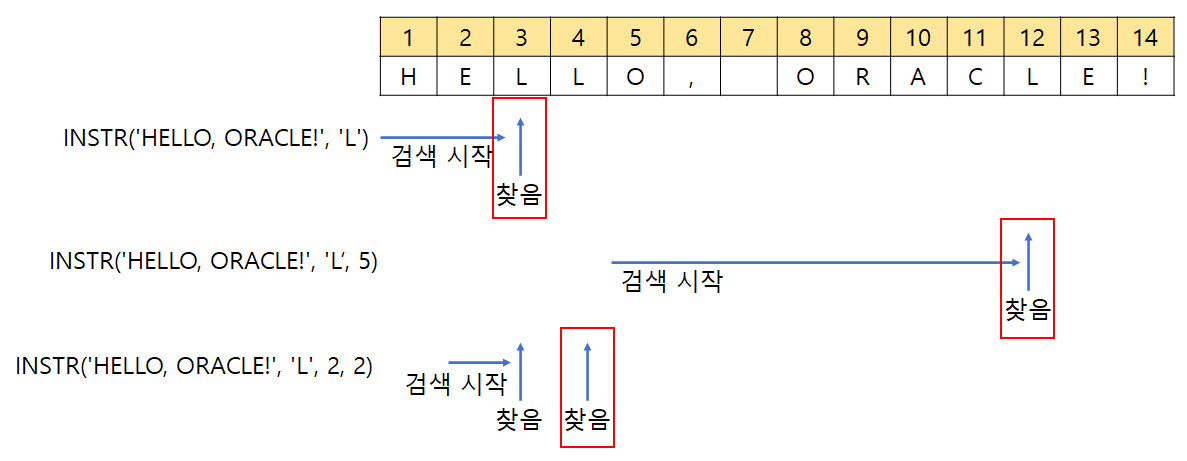 1 2 3 4 5 6 7 8 9 10 11 12 13 14
H E L L O , O R A C L E !
INSTR('HELLO, ORACLE!', 'L')
검색 시작
찾음
INSTR('HELLO, ORACLE!', 'L‘, 5)
검색 시작
찾음
INSTR('HELLO, ORACLE!', 'L', 2, 2)
검색 시작
찾음 찾음